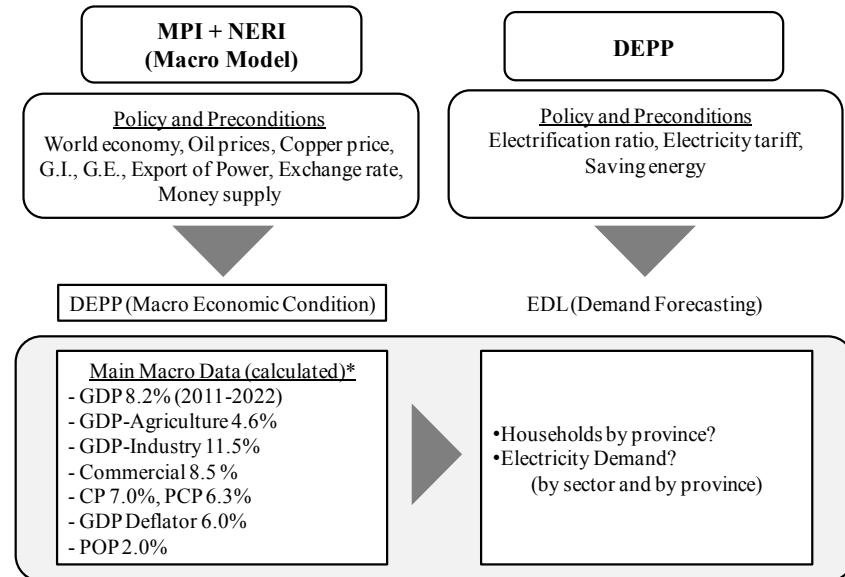 MPI + NERI
(Macro Model)
Policy and Preconditions
World economy, Oil prices, Copper price,
G.I., G.E., Export of Power, Exchange rate,
Money supply
DEPP (Macro Economic Condition)
Main Macro Data (calculated)*
- GDP 8.2% (2011-2022)
- GDP-Agriculture 4.6%
- GDP-Industry 11.5%
- Commercial 8.5 %
- CP 7.0%, PCP 6.3%
- GDP Deflator 6.0%
- POP 2.0%
DEPP
Policy and Preconditions
Electrification ratio, Electricity tariff,
Saving energy
EDL (Demand Forecasting)
•Households by province?
•Electricity Demand?
(by sector and by province)